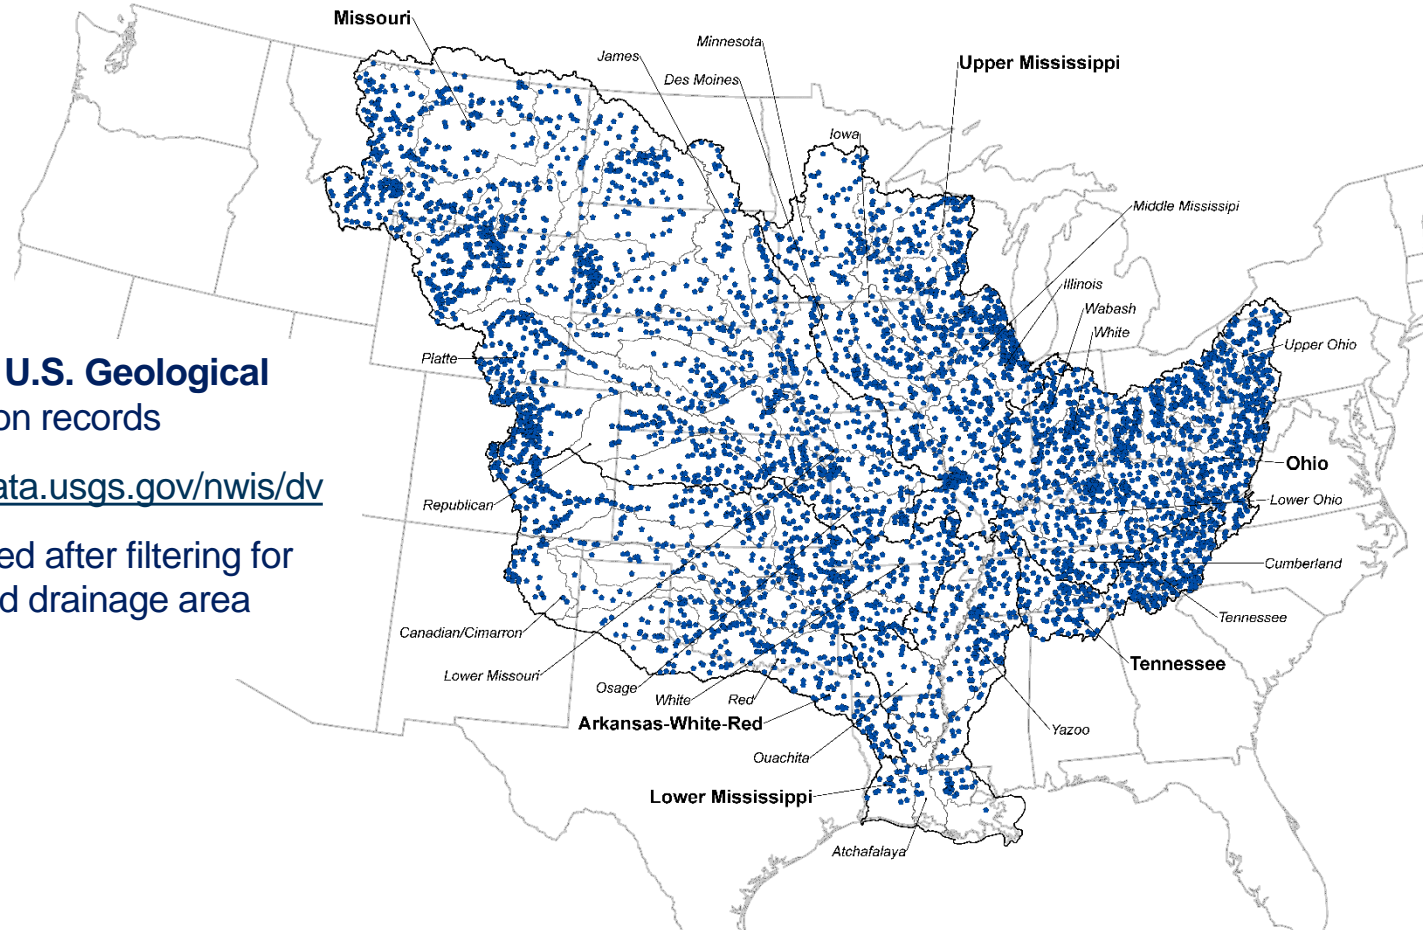 Missouri
Minnesota
James
Upper Mississippi
Des Moines
Iowa
Middle Mississipi
Illinois
Wabash
White
Upper Ohio
Platte
U.S. Geological
on records
Ohio
ata.usgs.gov/nwis/dv
Lower Ohio
Republican
ed after filtering for
Cumberland
d drainage area
Tennessee
Canadian/Cimarron
Tennessee
Lower Missouri
Osage
White
Red
Arkansas-White-Red
Yazoo
Ouachita
Lower Mississippi
Atchafalaya